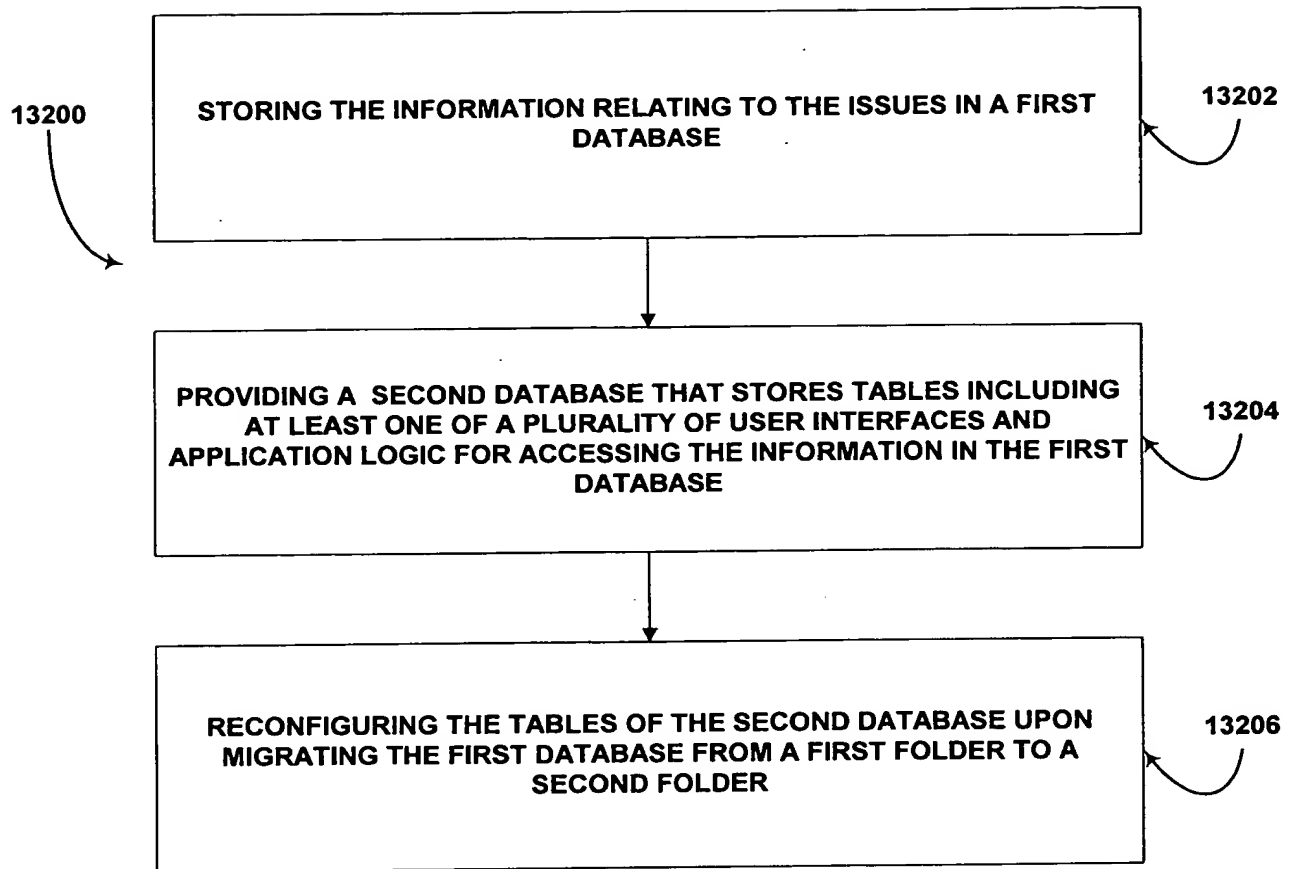 13200
STORING THE INFORMATION RELATING TO THE ISSUES IN A FIRST
DATABASE
13202
PROVIDING A SECOND DATABASE THAT STORES TABLES INCLUDING
AT LEAST ONE OF A PLURALITY OF USER INTERFACES AND
APPLICATION LOGIC FOR ACCESSING THE INFORMATION IN THE FIRST
DATABASE
13204
RECONFIGURING THE TABLES OF THE SECOND DATABASE UPON
MIGRATING THE FIRST DATABASE FROM A FIRST FOLDER TO A
SECOND FOLDER
13206